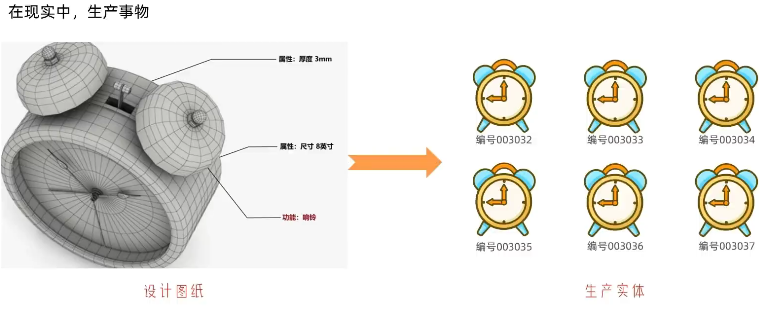 在现实中，生产事物
属性：厚度 3mm
属性：尺寸 8英寸
功能：响铃
编号003032
编号003033
编号003034
编号003035
编号003036
编号003037
设计图纸
生产实体